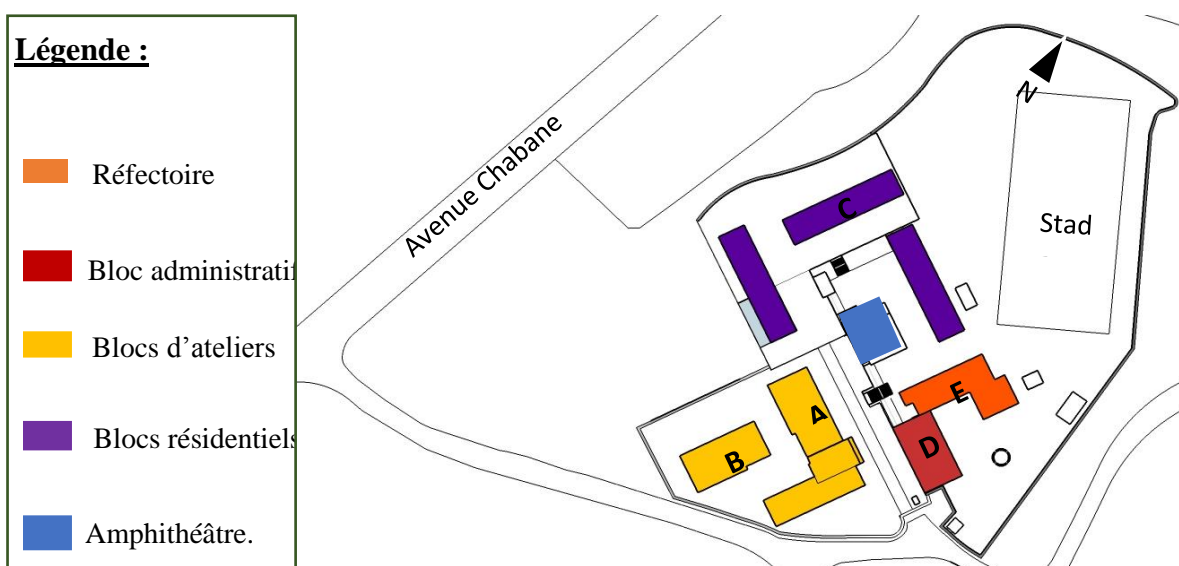 Légende :
Réfectoire
Bloc administratif
Blocs d'ateliers
Blocs résidentiels
Amphithéâtre.
Avenue Chabane
N
Stad
C
E
A
B
D